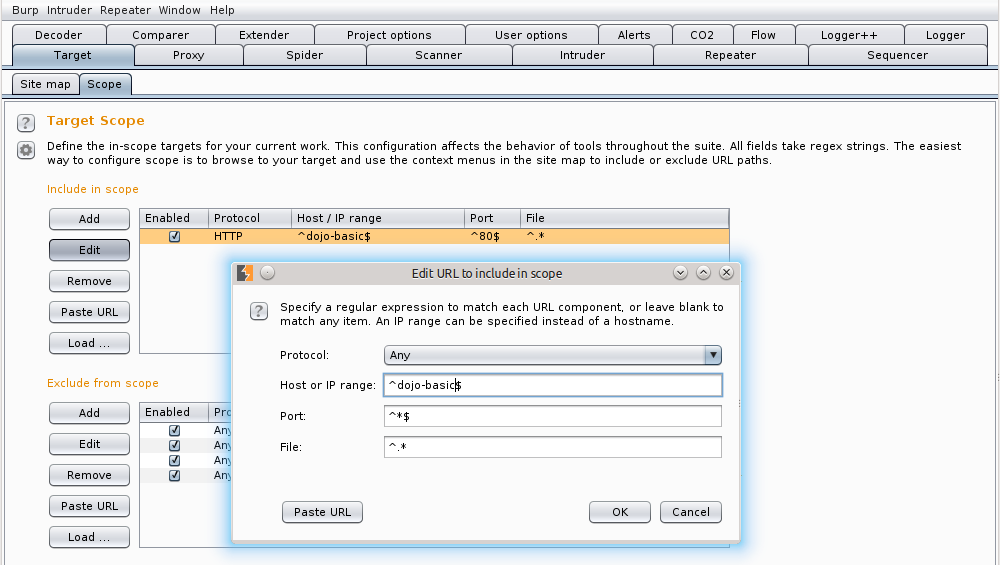 Burp Intruder Repeater Window Help
Decoder Comparer Extender Project options User options Alerts CO2 Flow Logger++ Logger
Target Proxy Spider Scanner Intruder Repeater Sequencer
Site map Scope
? Target Scope
Define the in-scope targets for your current work. This configuration affects the behavior of tools throughout the suite. All fields take regex strings. The easiest
way to configure scope is to browse to your target and use the context menus in the site map to include or exclude URL paths.
Include in scope
Add
Edit
Remove
Paste URL
Load ...
Enabled Protocol Host / IP range Port File
HTTP ^dojo-basic$ ^80$ ^.*
Exclude from scope
Add
Edit
Remove
Paste URL
Load ...
Enabled
Any
Any
Any
Any
Edit URL to include in scope
? Specify a regular expression to match each URL component, or leave blank to
match any item. An IP range can be specified instead of a hostname.
Protocol: Any
Host or IP range: ^dojo-basic$
Port: ^*$
File: ^.*
Paste URL OK Cancel